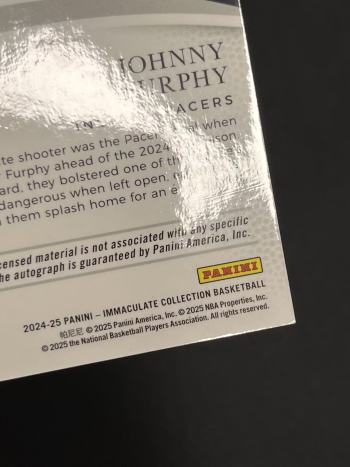 JOHNNY
FURPHY
PACERS
te shooter was the Pacers when
Furphy ahead of the 2024
ard, they bolstered one of th
dangerous when left open,
them splash home for an
censed material is not associated with any specific
he autograph is guaranteed by Panini America, Inc.
PANINI
2024-25 PANINI – IMMACULATE COLLECTION BASKETBALL
帕尼尼 © 2025 Panini America, Inc. © 2025 NBA Properties, Inc.
© 2025 the National Basketball Players Association. All rights reserved.